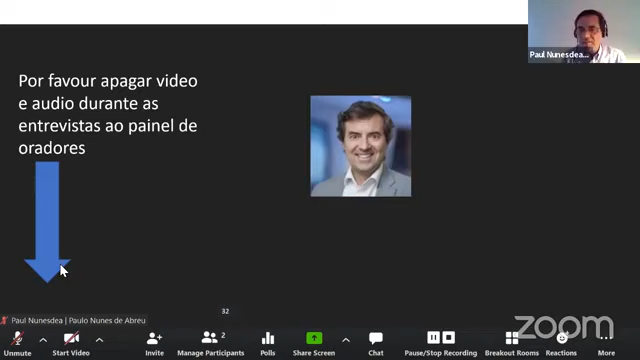 Paul Nunesdea...
Por favour apagar video
e audio durante as
entrevistas ao painel de
oradores
32
Paul Nunesdea | Paulo Nunes de Abreu
zoom
2
Unmute
Start Video
Invite
Manage Participants
Polls
Share Screen
Chat
Pause/Stop Recording
Breakout Rooms
Reactions
More